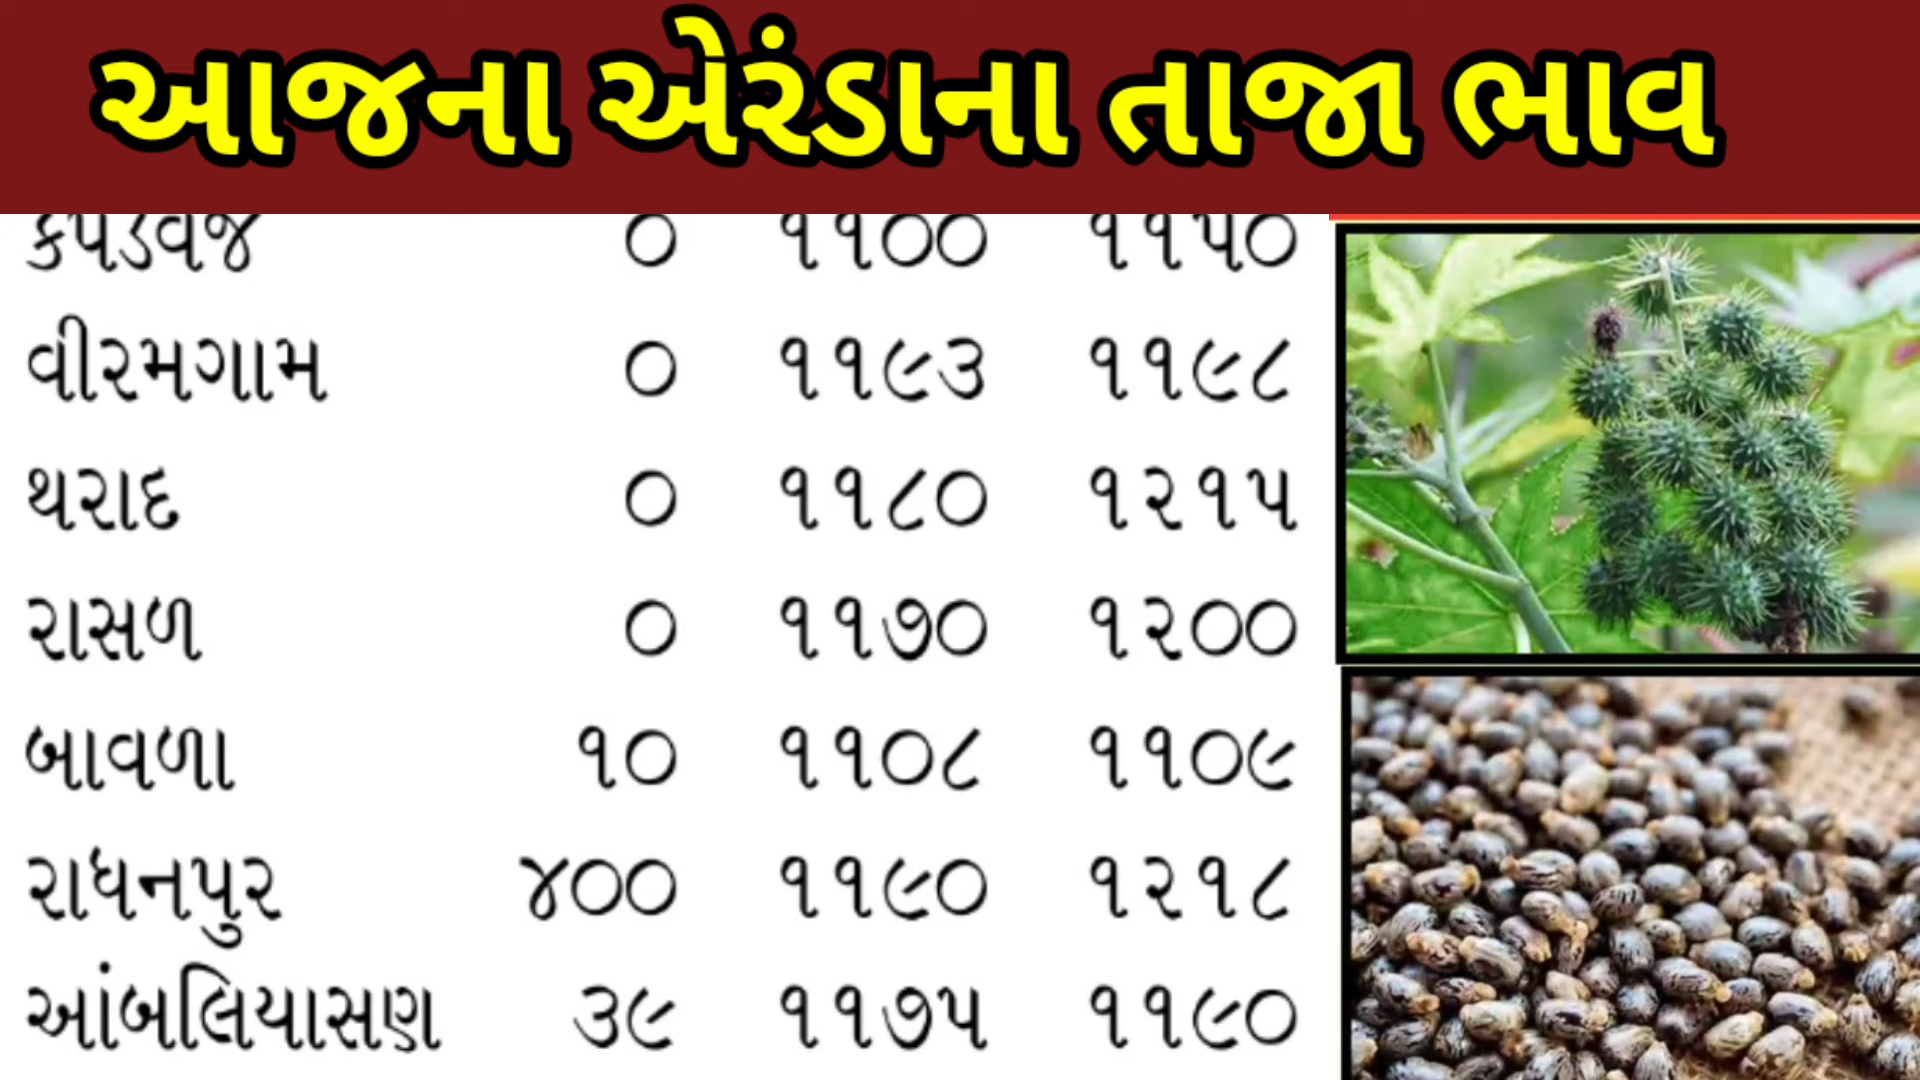 આજના એરંડાના તાજા ભાવ
કપડવંજ ૦ ૧૧૦૦ ૧૧૫૦
વીરમગામ ૦ ૧૧૯૩ ૧૧૯૮
થરાદ ૦ ૧૧૮૦ ૧૨૧૫
રાસળ ૦ ૧૧૭૦ ૧૨૦૦
બાવળા ૧૦ ૧૧૦૮ ૧૧૦૯
રાધનપુર ૪૦૦ ૧૧૯૦ ૧૨૧૮
આંબલિયાસણ ૩૯ ૧૧૭૫ ૧૧૯૦